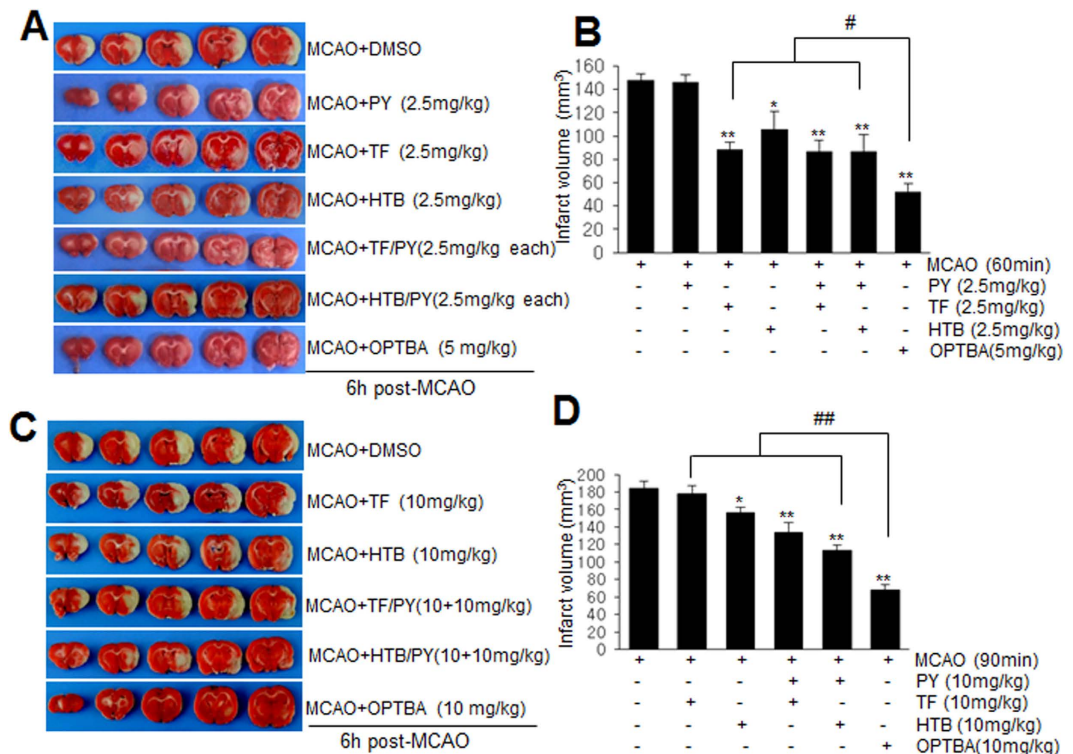 A
MCAO+DMSO
MCAO+PY (2.5mg/kg)
MCAO+TF (2.5mg/kg)
MCAO+HTB (2.5mg/kg)
MCAO+TF/PY(2.5mg/kg each)
MCAO+HTB/PY(2.5mg/kg each)
MCAO+OPTBA (5 mg/kg)
6h post-MCAO
B
#
Infarct volume (mm³)
160
140
120
100
80
60
40
20
0
** * ** ** **
+ + + + + + + MCAO (60min)
- + - - + + - PY (2.5mg/kg)
- - + - + - - TF (2.5mg/kg)
- - - + - + - HTB (2.5mg/kg)
- - - - - - + OPTBA(5mg/kg)
C
MCAO+DMSO
MCAO+TF (10mg/kg)
MCAO+HTB (10mg/kg)
MCAO+TF/PY(10+10mg/kg)
MCAO+HTB/PY(10+10mg/kg)
MCAO+OPTBA (10 mg/kg)
6h post-MCAO
D
##
Infarct volume (mm³)
200
180
160
140
120
100
80
60
40
20
0
* ** ** **
+ + + + + + MCAO (90min)
- - - + + - PY (10mg/kg)
- + - + - - TF (10mg/kg)
- - + - + - HTB (10mg/kg)
- - - - - + OPTBA(10mg/kg)